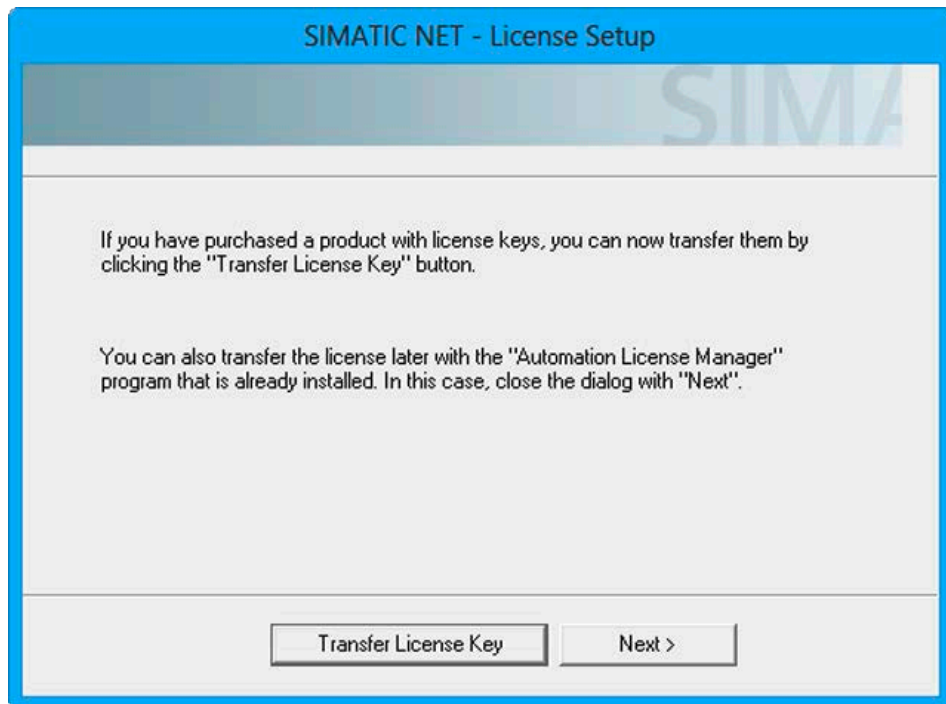 SIMATIC NET - License Setup
SIMA
If you have purchased a product with license keys, you can now transfer them by
clicking the "Transfer License Key" button.
You can also transfer the license later with the "Automation License Manager"
program that is already installed. In this case, close the dialog with "Next".
Transfer License Key
Next >